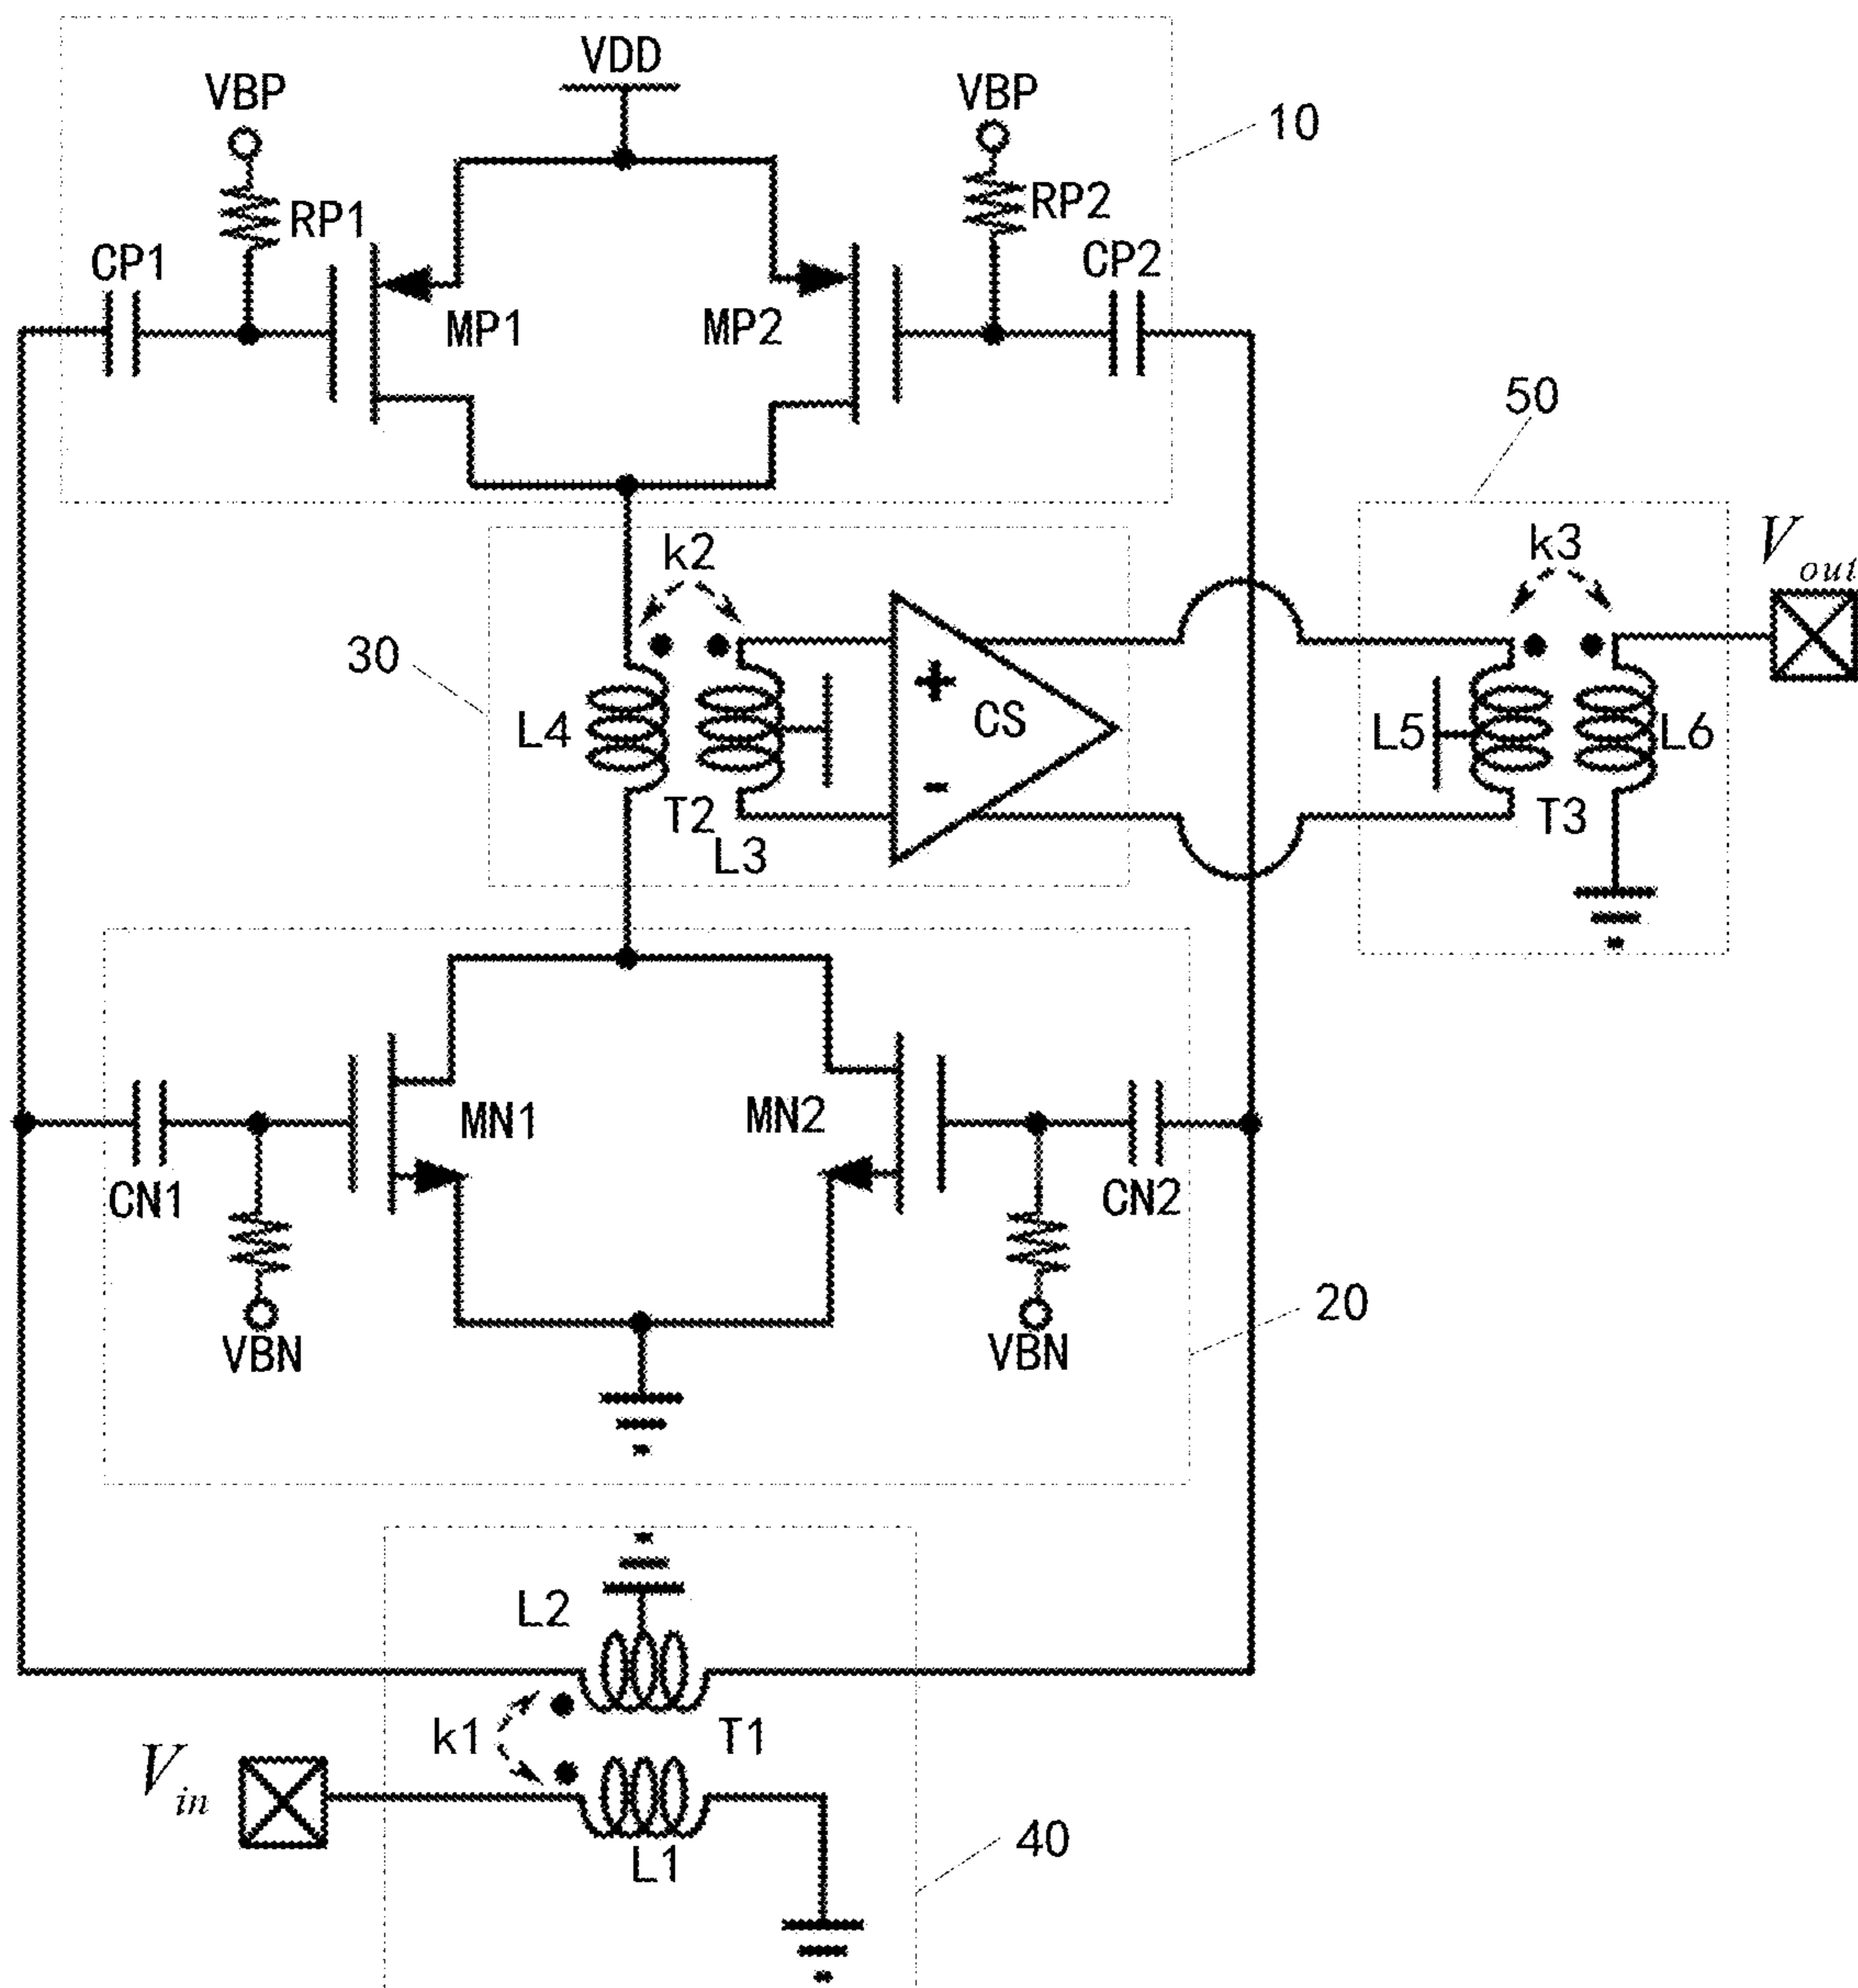 VDD
VBP
VBP
10
RP1
RP2
CP1
CP2
MP1
MP2
50
k2
k3
Vout
30
+
L4
CS
L5
L6
-
T2
T3
L3
MN1
MN2
CN1
CN2
20
VBN
VBN
L2
k1
T1
Vin
40
L1